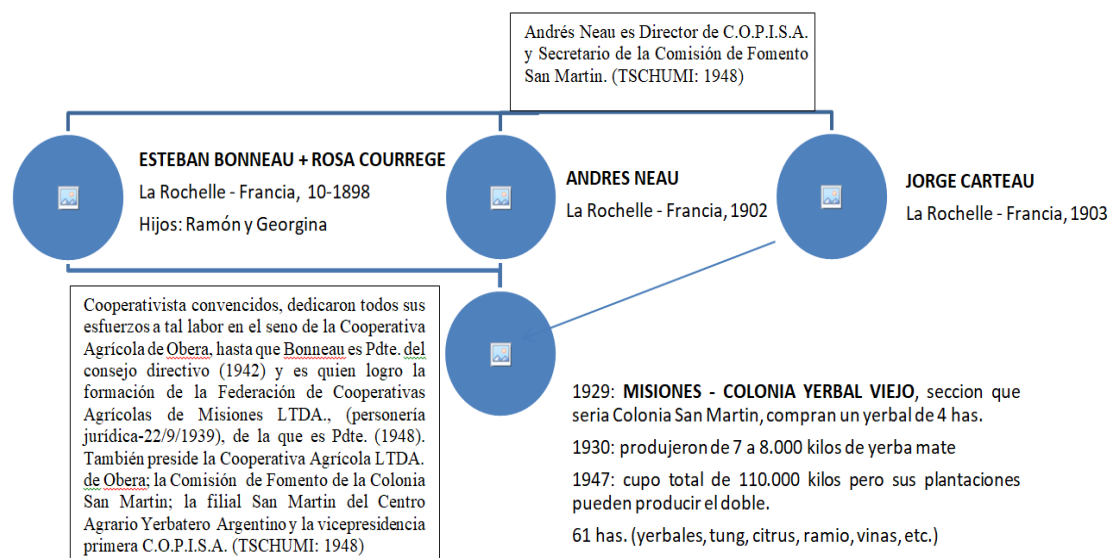 Andrés Neau es Director de C.O.P.I.S.A.
y Secretario de la Comisión de Fomento
San Martin. (TSCHUMI: 1948)
ESTEBAN BONNEAU + ROSA COURREGE
La Rochelle - Francia, 10-1898
Hijos: Ramón y Georgina
ANDRES NEAU
La Rochelle - Francia, 1902
JORGE CARTEAU
La Rochelle - Francia, 1903
Cooperativista convencidos, dedicaron todos sus
esfuerzos a tal labor en el seno de la Cooperativa
Agrícola de Obera, hasta que Bonneau es Pdte. del
consejo directivo (1942) y es quien logro la
formación de la Federación de Cooperativas
Agrícolas de Misiones LTDA., (personería
jurídica-22/9/1939), de la que es Pdte. (1948).
También preside la Cooperativa Agrícola LTDA.
de Obera; la Comisión de Fomento de la Colonia
San Martin; la filial San Martin del Centro
Agrario Yerbatero Argentino y la vicepresidencia
primera C.O.P.I.S.A. (TSCHUMI: 1948)
1929: MISIONES - COLONIA YERBAL VIEJO, seccion que
seria Colonia San Martin, compran un yerbal de 4 has.
1930: produjeron de 7 a 8.000 kilos de yerba mate
1947: cupo total de 110.000 kilos pero sus plantaciones
pueden producir el doble.
61 has. (yerbales, tung, citrus, ramio, vinas, etc.)